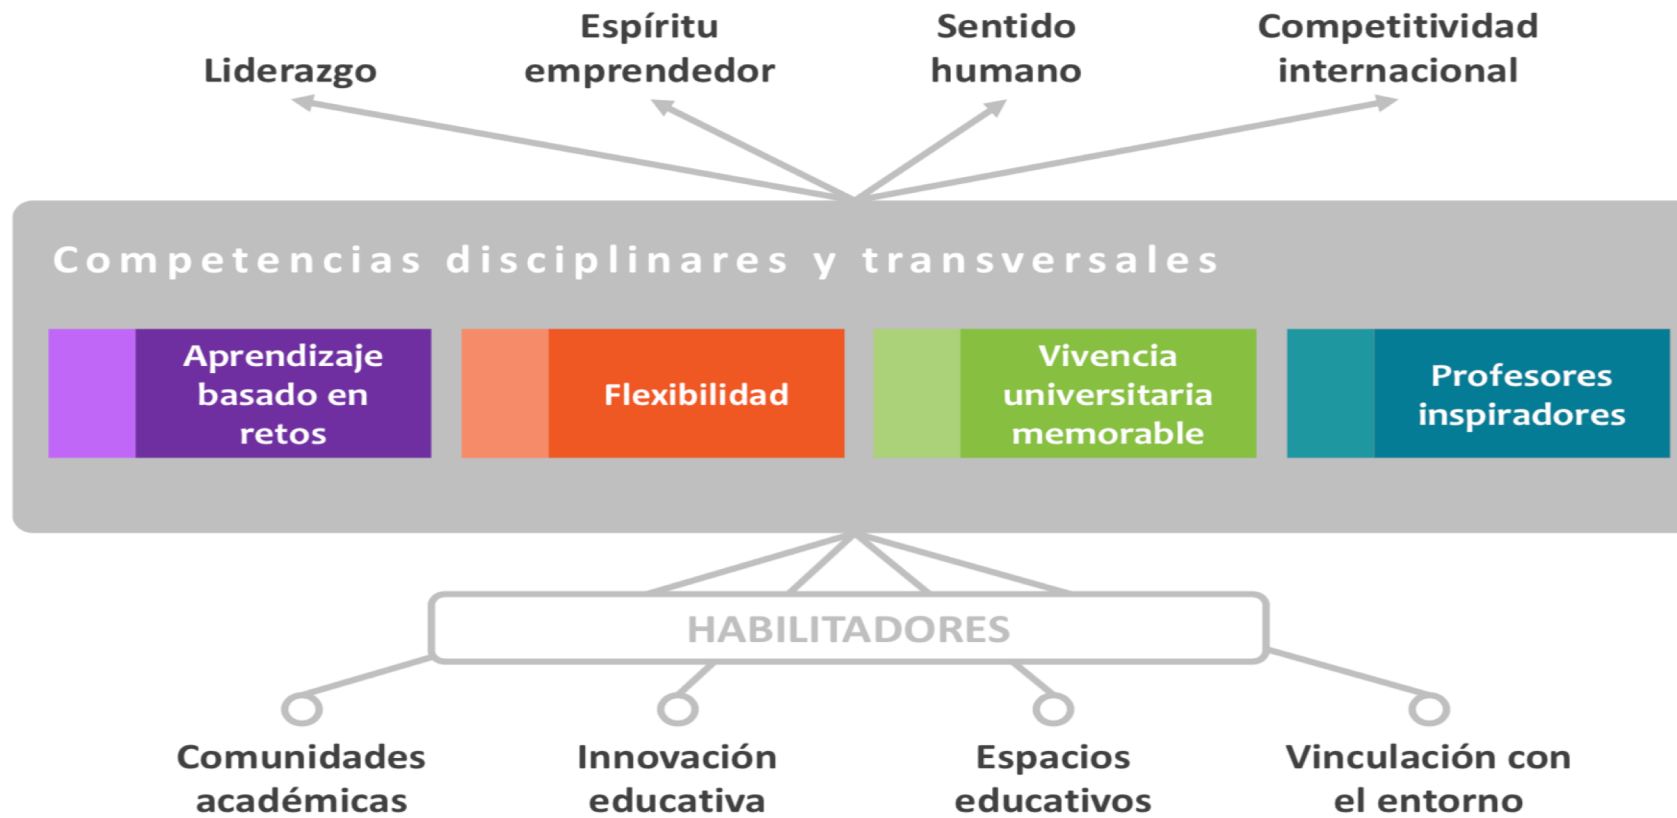 Liderazgo
Espíritu
emprendedor
Sentido
humano
Competitividad
internacional
Competencias disciplinares y transversales
Aprendizaje
basado en
retos
Flexibilidad
Vivencia
universitaria
memorable
Profesores
inspiradores
HABILITADORES
Comunidades
académicas
Innovación
educativa
Espacios
educativos
Vinculación con
el entorno